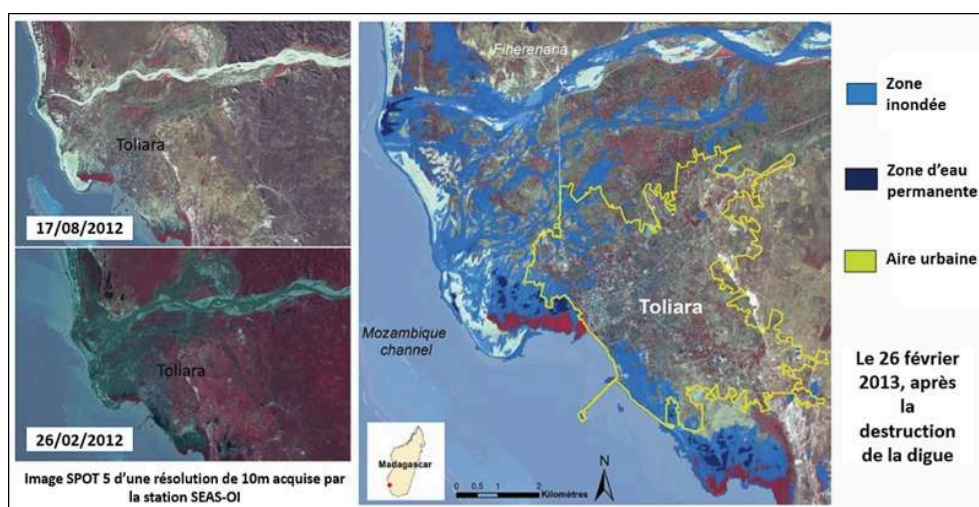 Toliara
17/08/2012
Toliara
26/02/2012
Image SPOT 5 d'une résolution de 10m acquise par
la station SEAS-OI
Fiherenana
Toliara
Mozambique
channel
Madagascar
0 0.5 1 2
Kilomètres
N
Zone
inondée
Zone d'eau
permanente
Aire urbaine
Le 26 février
2013, après
la
destruction
de la digue